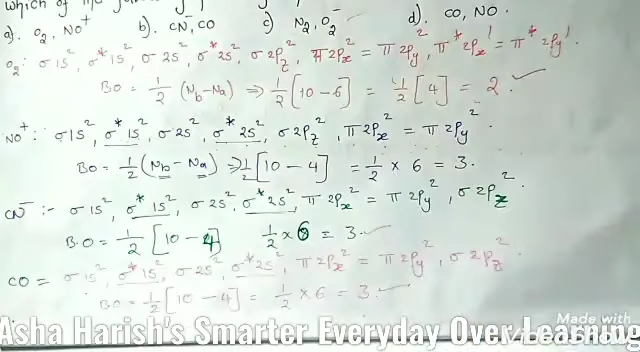 which of the
a). O₂, NO⁺ b). CN⁻, CO c) N₂, O₂⁻ d). CO, NO.
O₂: σ1s², σ*1s², σ2s², σ*2s², σ2Pz², π2Px² = π2Py², π*2Px¹ = π*2Py¹.
BO = 1/2 (Nb-Na) ⇒ 1/2 [10-6] = 1/2 [4] = 2. ✓
NO⁺: σ1s², σ*1s², σ2s², σ*2s², σ2Pz², π2Px² = π2Py².
BO = 1/2 (Nb-Na) ⇒ 1/2 [10-4] = 1/2 × 6 = 3.
CN⁻ :- σ1s², σ*1s², σ2s², σ*2s², π2Px² = π2Py², σ2Pz².
B.O = 1/2 [10-4] 1/2 × 6 = 3. ✓
CO = σ1s², σ*1s², σ2s², σ*2s², π2Px² = π2Py², σ2Pz².
BO = 1/2 [10-4] = 1/2 × 6 = 3. ✓
Made with
VideoShow
Asha Harish's Smarter Everyday Over Learning